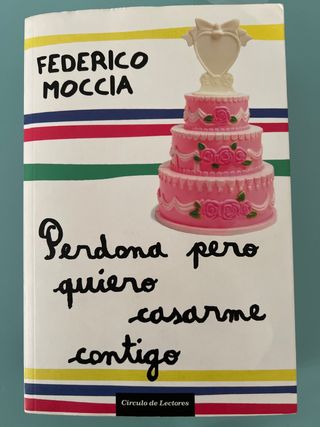 FEDERICO
MOCCIA
Perdona pero
quiero
casarme
contigo
Círculo de Lectores